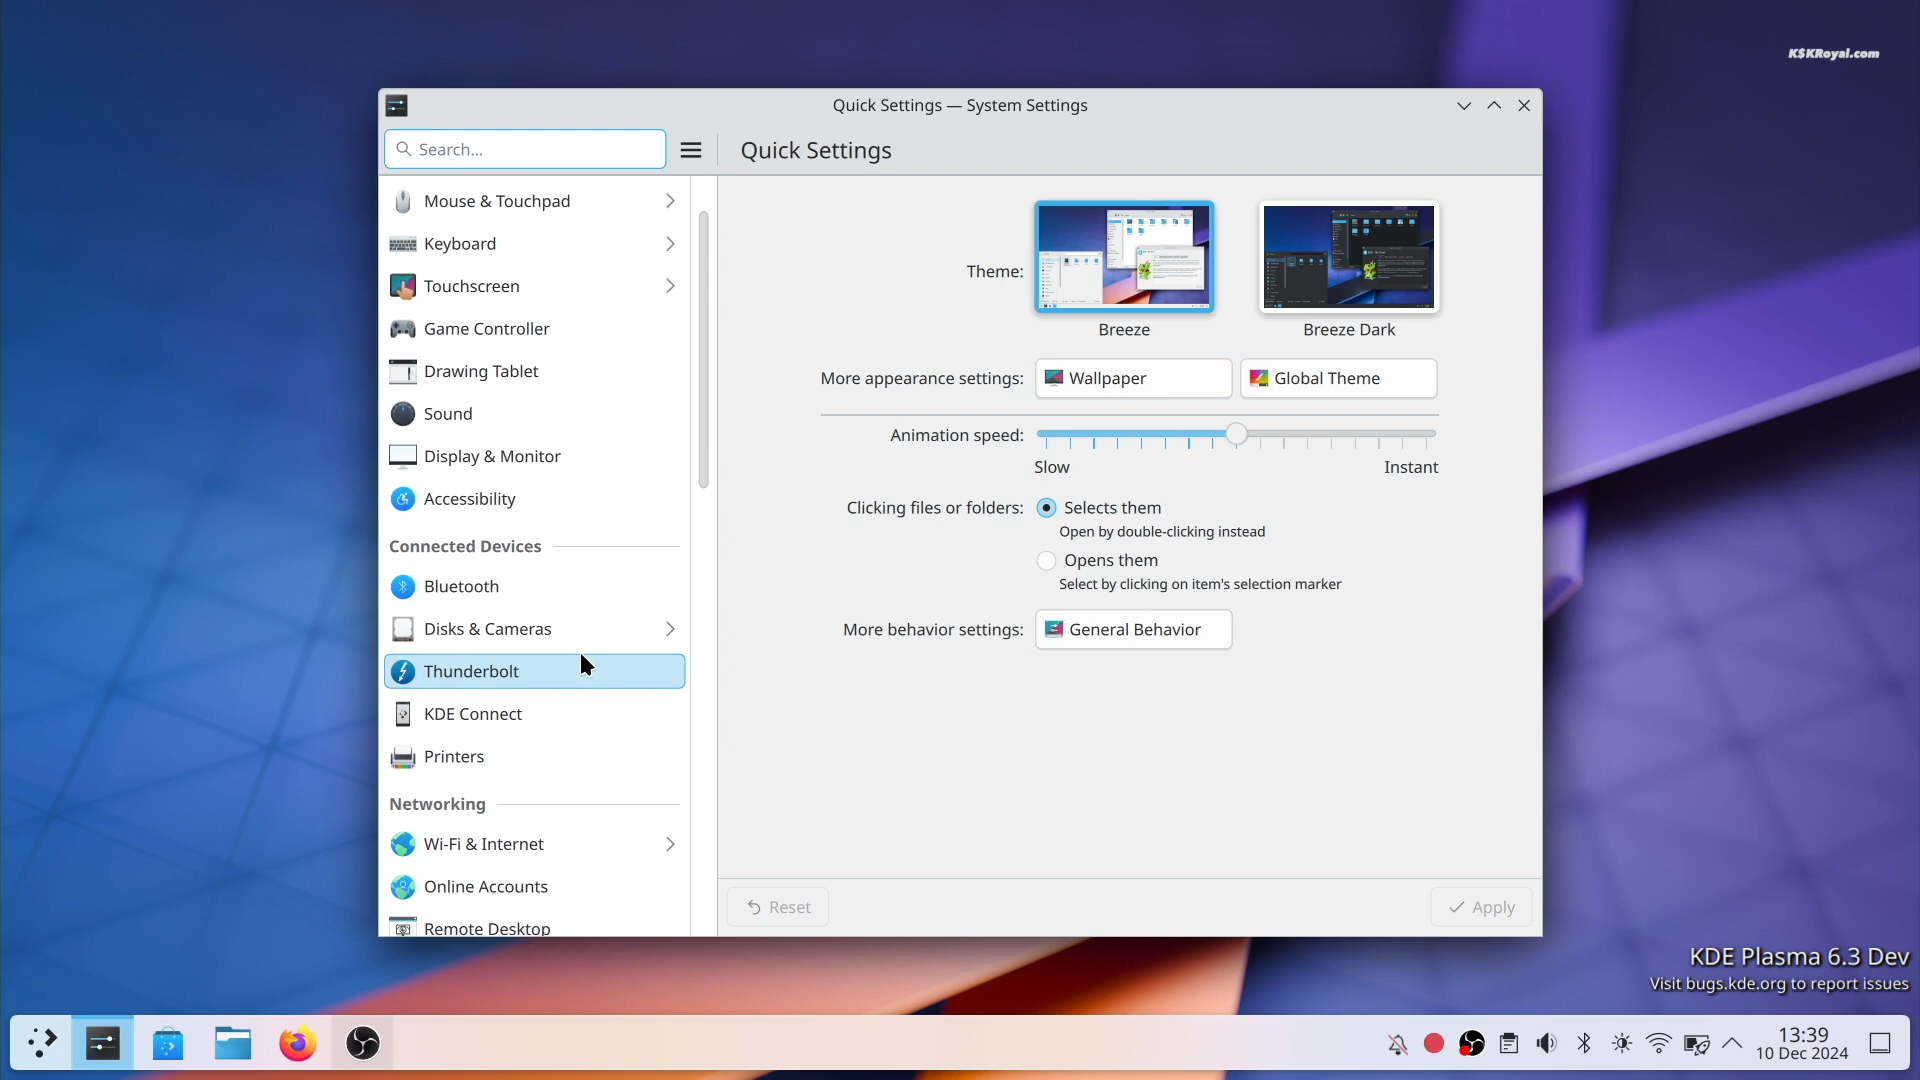 K$KRoyal.com
Quick Settings — System Settings
Search...
Quick Settings
Mouse & Touchpad
Keyboard
Touchscreen
Game Controller
Drawing Tablet
Sound
Display & Monitor
Accessibility
Connected Devices
Bluetooth
Disks & Cameras
Thunderbolt
KDE Connect
Printers
Networking
Wi-Fi & Internet
Online Accounts
Remote Desktop
Theme:
Breeze
Breeze Dark
More appearance settings:
Wallpaper
Global Theme
Animation speed:
Slow
Instant
Clicking files or folders:
Selects them
Open by double-clicking instead
Opens them
Select by clicking on item's selection marker
More behavior settings:
General Behavior
Reset
Apply
KDE Plasma 6.3 Dev
Visit bugs.kde.org to report issues
13:39
10 Dec 2024